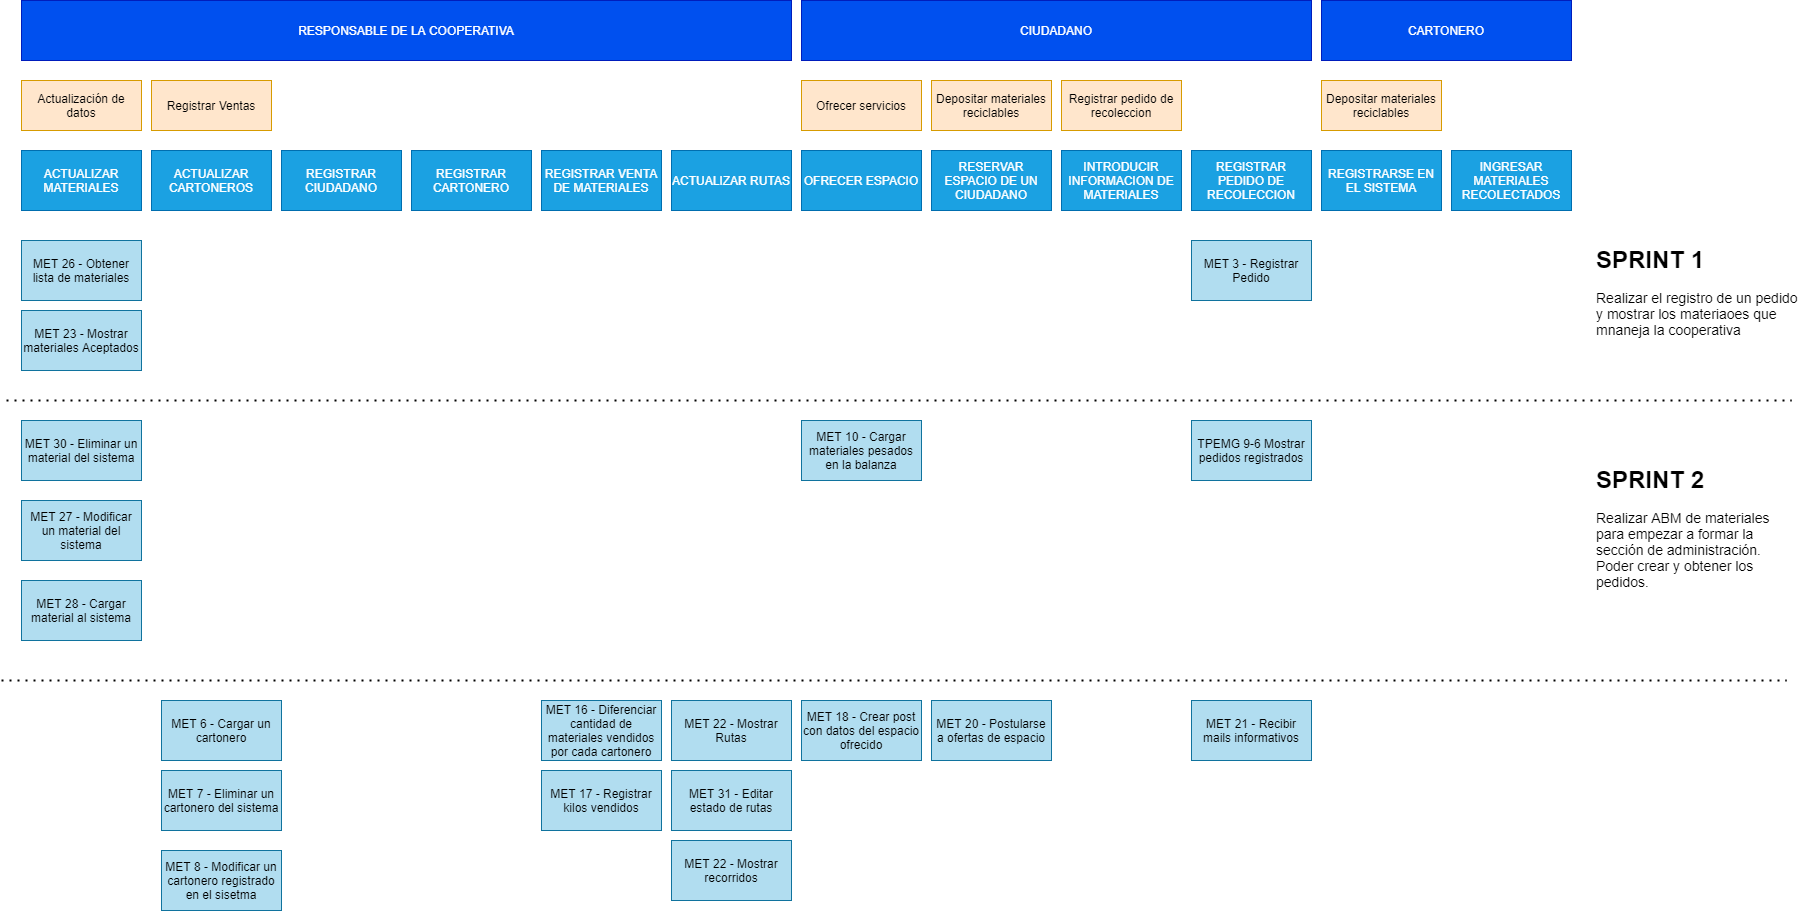 RESPONSABLE DE LA COOPERATIVA
CIUDADANO
CARTONERO
Actualización de
datos
Registrar Ventas
Ofrecer servicios
Depositar materiales
reciclables
Registrar pedido de
recoleccion
Depositar materiales
reciclables
ACTUALIZAR
MATERIALES
ACTUALIZAR
CARTONEROS
REGISTRAR
CIUDADANO
REGISTRAR
CARTONERO
REGISTRAR VENTA
DE MATERIALES
ACTUALIZAR RUTAS
OFRECER ESPACIO
RESERVAR
ESPACIO DE UN
CIUDADANO
INTRODUCIR
INFORMACION DE
MATERIALES
REGISTRAR
PEDIDO DE
RECOLECCION
REGISTRARSE EN
EL SISTEMA
INGRESAR
MATERIALES
RECOLECTADOS
MET 26 - Obtener
lista de materiales
MET 3 - Registrar
Pedido
SPRINT 1
Realizar el registro de un pedido
y mostrar los materiaoes que
mnaneja la cooperativa
MET 23 - Mostrar
materiales Aceptados
MET 30 - Eliminar un
material del sistema
MET 10 - Cargar
materiales pesados
en la balanza
TPEMG 9-6 Mostrar
pedidos registrados
SPRINT 2
Realizar ABM de materiales
para empezar a formar la
sección de administración.
Poder crear y obtener los
pedidos.
MET 27 - Modificar
un material del
sistema
MET 28 - Cargar
material al sistema
MET 6 - Cargar un
cartonero
MET 16 - Diferenciar
cantidad de
materiales vendidos
por cada cartonero
MET 22 - Mostrar
Rutas
MET 18 - Crear post
con datos del espacio
ofrecido
MET 20 - Postularse
a ofertas de espacio
MET 21 - Recibir
mails informativos
MET 7 - Eliminar un
cartonero del sistema
MET 17 - Registrar
kilos vendidos
MET 31 - Editar
estado de rutas
MET 8 - Modificar un
cartonero registrado
en el sisetma
MET 22 - Mostrar
recorridos